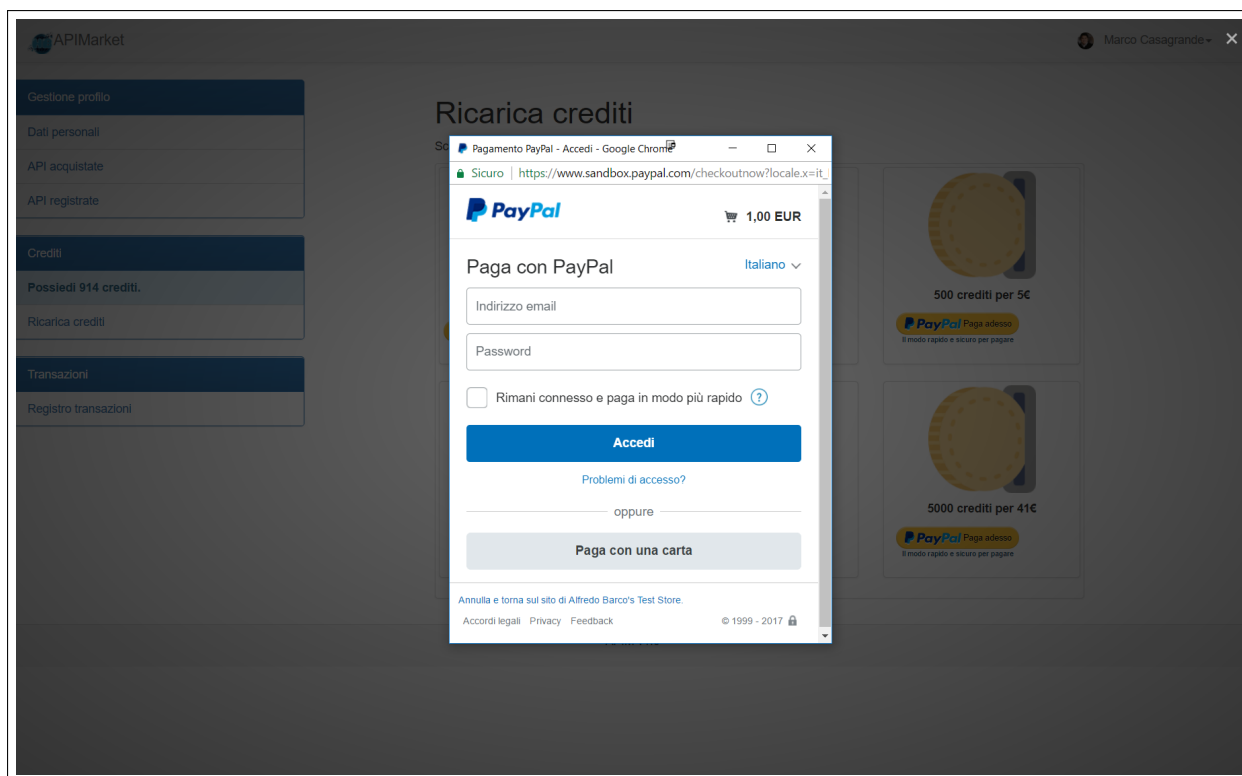 APIMarket
Marco Casagrande
Gestione profilo
Dati personali
API acquistate
API registrate
Crediti
Possiedi 914 crediti.
Ricarica crediti
Transazioni
Registro transazioni
Ricarica crediti
Pagamento PayPal - Accedi - Google Chrome
Sicuro | https://www.sandbox.paypal.com/checkoutnow?locale.x=it_
PayPal
1,00 EUR
Paga con PayPal
Italiano
Indirizzo email
Password
Rimani connesso e paga in modo più rapido ?
Accedi
Problemi di accesso?
oppure
Paga con una carta
Annulla e torna sul sito di Alfredo Barco's Test Store.
Accordi legali Privacy Feedback
© 1999 - 2017
500 crediti per 5€
PayPal Paga adesso
Il modo rapido e sicuro per pagare
5000 crediti per 41€
PayPal Paga adesso
Il modo rapido e sicuro per pagare